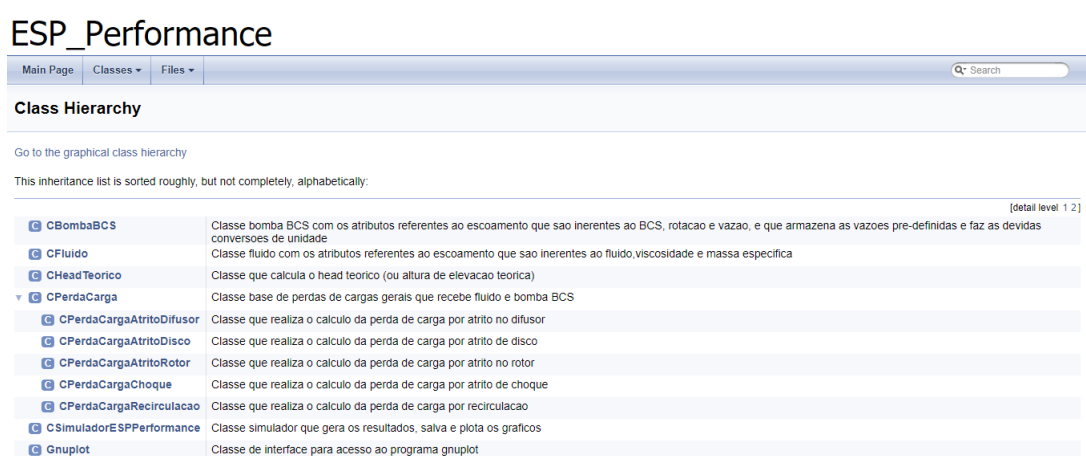 ESP_Performance
Main Page Classes Files Search
Class Hierarchy
Go to the graphical class hierarchy
This inheritance list is sorted roughly, but not completely, alphabetically:
[detail level 1 2]
C CBombaBCS Classe bomba BCS com os atributos referentes ao escoamento que sao inerentes ao BCS, rotacao e vazao, e que armazena as vazoes pre-definidas e faz as devidas
conversoes de unidade
C CFluido Classe fluido com os atributos referentes ao escoamento que sao inerentes ao fluido,viscosidade e massa especifica
C CHeadTeorico Classe que calcula o head teorico (ou altura de elevacao teorica)
C CPerdaCarga Classe base de perdas de cargas gerais que recebe fluido e bomba BCS
C CPerdaCargaAtritoDifusor Classe que realiza o calculo da perda de carga por atrito no difusor
C CPerdaCargaAtritoDisco Classe que realiza o calculo da perda de carga por atrito de disco
C CPerdaCargaAtritoRotor Classe que realiza o calculo da perda de carga por atrito no rotor
C CPerdaCargaChoque Classe que realiza o calculo da perda de carga por atrito de choque
C CPerdaCargaRecirculacao Classe que realiza o calculo da perda de carga por recirculacao
C CSimuladorESPPerformance Classe simulador que gera os resultados, salva e plota os graficos
C Gnuplot Classe de interface para acesso ao programa gnuplot